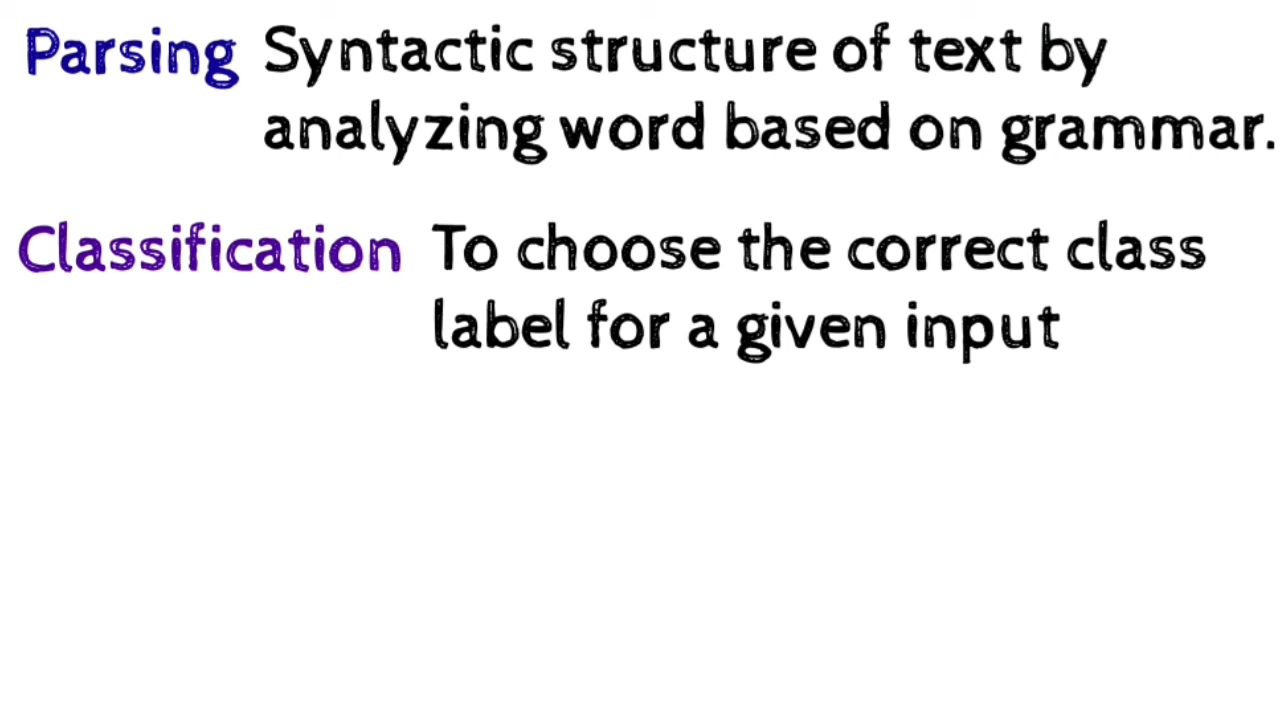 Parsing Syntactic structure of text by
analyzing word based on grammar.
Classification To choose the correct class
label for a given input